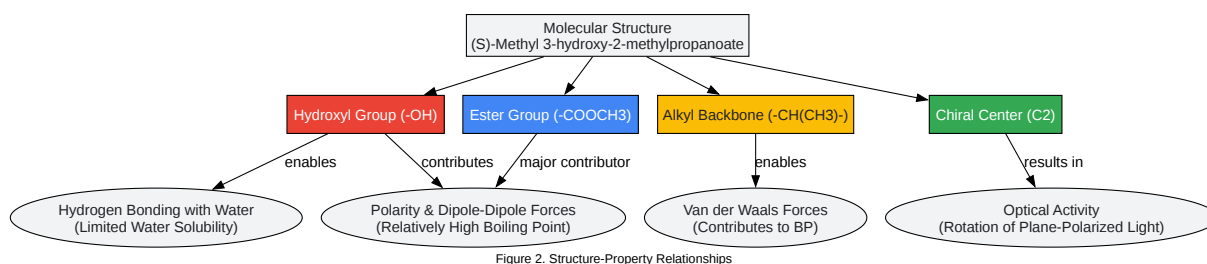 Molecular Structure
(S)-Methyl 3-hydroxy-2-methylpropanoate
Hydroxyl Group (-OH)
Ester Group (-COOCH3)
Alkyl Backbone (-CH(CH3)-)
Chiral Center (C2)
enables
contributes
major contributor
enables
results in
Hydrogen Bonding with Water
(Limited Water Solubility)
Polarity & Dipole-Dipole Forces
(Relatively High Boiling Point)
Van der Waals Forces
(Contributes to BP)
Optical Activity
(Rotation of Plane-Polarized Light)
Figure 2. Structure-Property Relationships